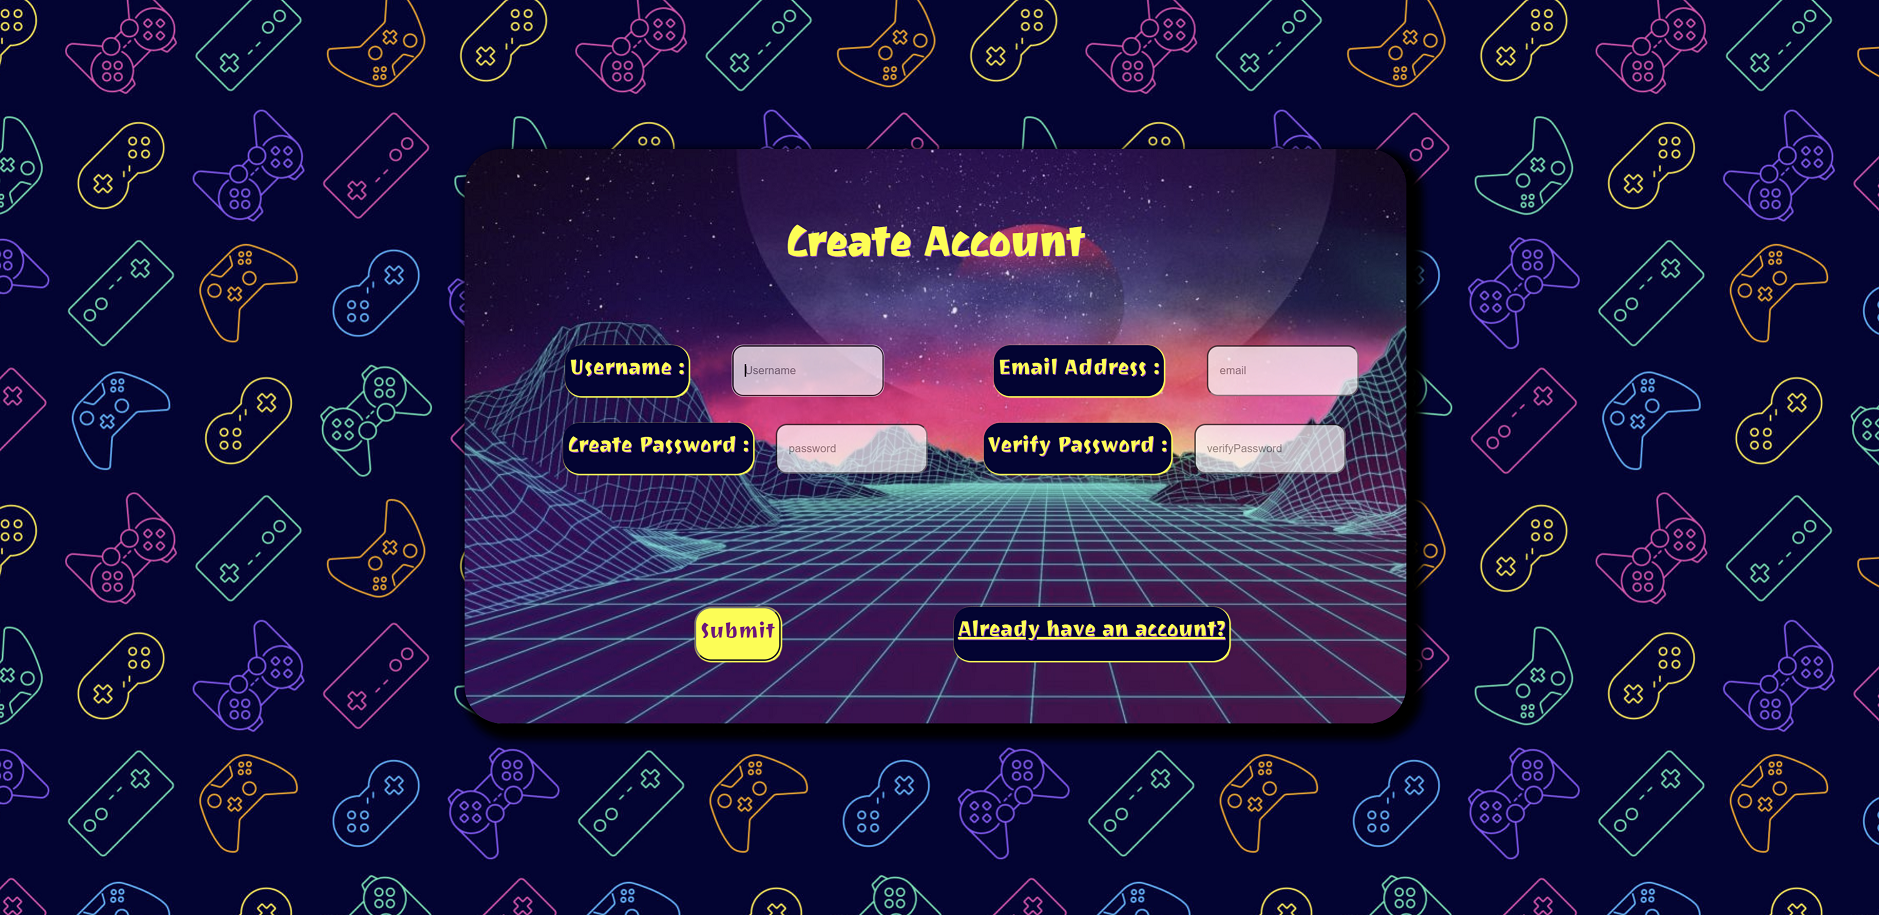 Create Account
Username : Username Email Address : email
Create Password : password Verify Password : verifyPassword
Submit Already have an account?